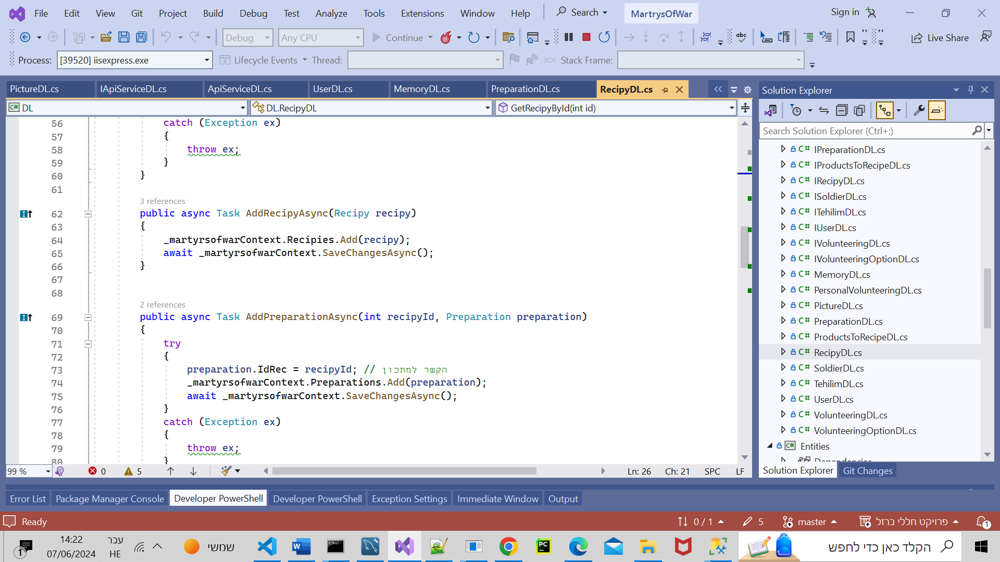 File Edit View Git Project Build Debug Test Analyze Tools Extensions Window Help Search MartrysOfWar Sign in
Debug Any CPU Continue Live Share
Process: [39520] iisexpress.exe Lifecycle Events Thread: Stack Frame:
PictureDL.cs IApiServiceDL.cs ApiServiceDL.cs UserDL.cs MemoryDL.cs PreparationDL.cs RecipyDL.cs
DL DL.RecipyDL GetRecipyById(int id)
56 catch (Exception ex)
57 {
58 throw ex;
59 }
60 }
61
3 references
62 public async Task AddRecipyAsync(Recipy recipy)
63 {
64 _martyrsofwarContext.Recipies.Add(recipy);
65 await _martyrsofwarContext.SaveChangesAsync();
66 }
67
68
2 references
69 public async Task AddPreparationAsync(int recipyId, Preparation preparation)
70 {
71 try
72 {
73 preparation.IdRec = recipyId; // הקשר למתכון
74 _martyrsofwarContext.Preparations.Add(preparation);
75 await _martyrsofwarContext.SaveChangesAsync();
76 }
77 catch (Exception ex)
78 {
79 throw ex;
80 }
99 % 0 5 Ln: 26 Ch: 21 SPC LF
Solution Explorer
Search Solution Explorer (Ctrl+;)
C# IPreparationDL.cs
C# IProductsToRecipeDL.cs
C# IRecipyDL.cs
C# ISoldierDL.cs
C# ITehilimDL.cs
C# IUserDL.cs
C# IVolunteeringDL.cs
C# IVolunteeringOptionDL.cs
C# MemoryDL.cs
C# PersonalVolunteeringDL.cs
C# PictureDL.cs
C# PreparationDL.cs
C# ProductsToRecipeDL.cs
C# RecipyDL.cs
C# SoldierDL.cs
C# TehilimDL.cs
C# UserDL.cs
C# VolunteeringDL.cs
C# VolunteeringOptionDL.cs
C# Entities
Dependencies
Solution Explorer Git Changes
Error List Package Manager Console Developer PowerShell Developer PowerShell Exception Settings Immediate Window Output
Ready 0 / 1 5 master פרויקט חללי ברזל 1
1 14:22 07/06/2024 עבר HE שמשי הקלד כאן כדי לחפש